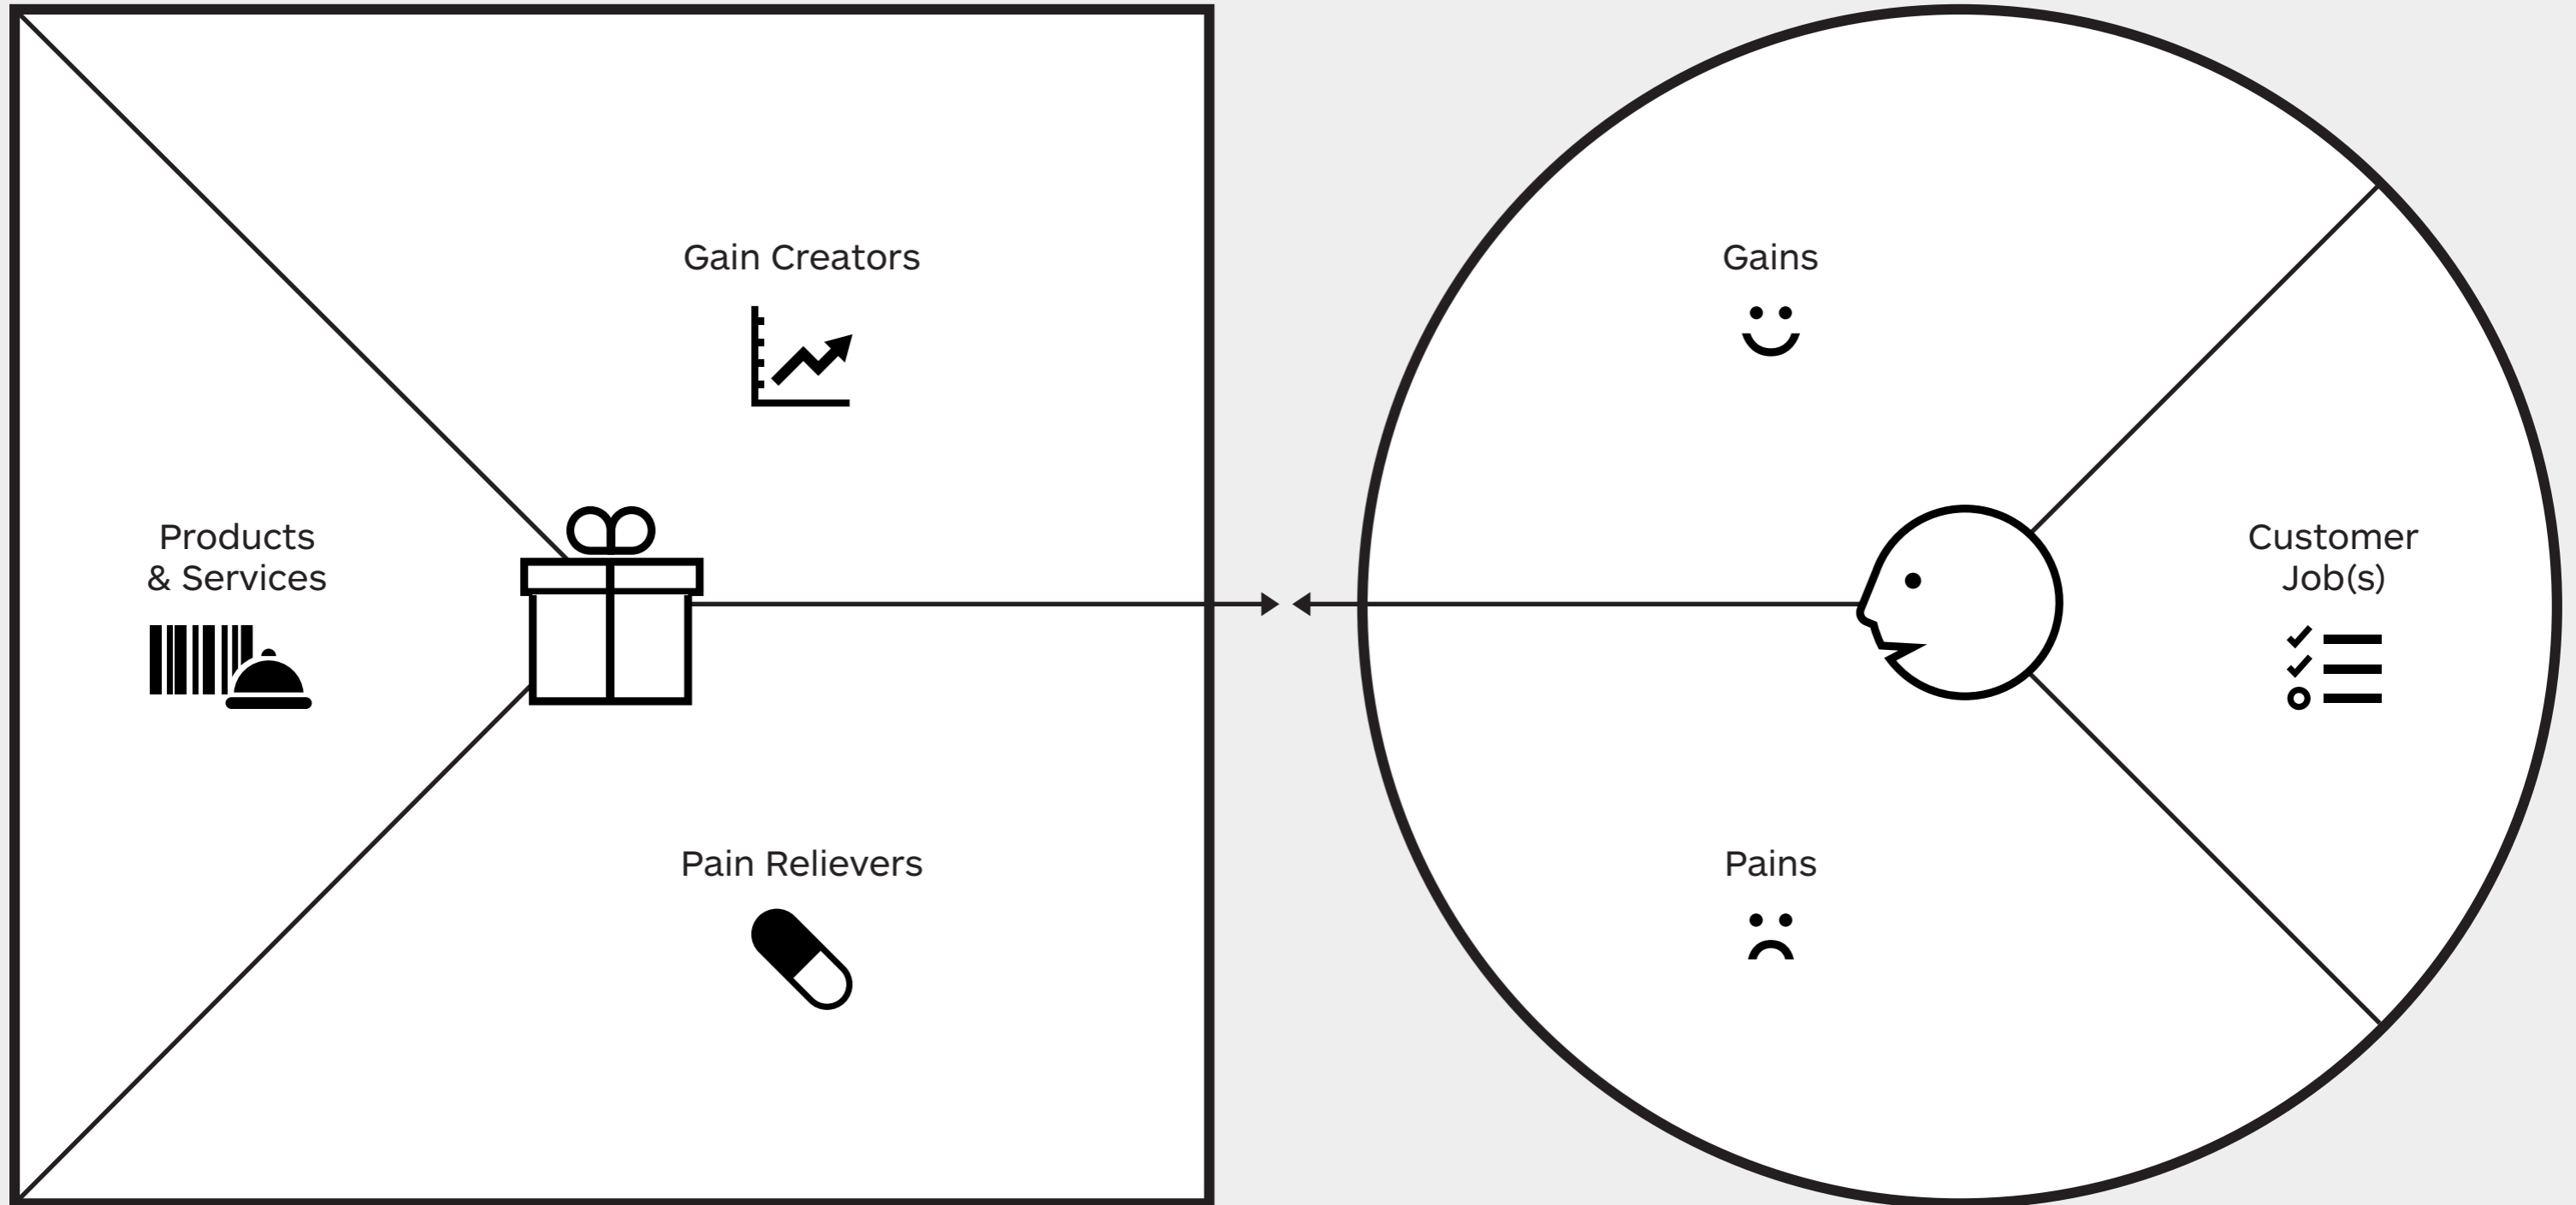 Gain Creators
Products
& Services
Pain Relievers
Gains
Customer
Job(s)
Pains